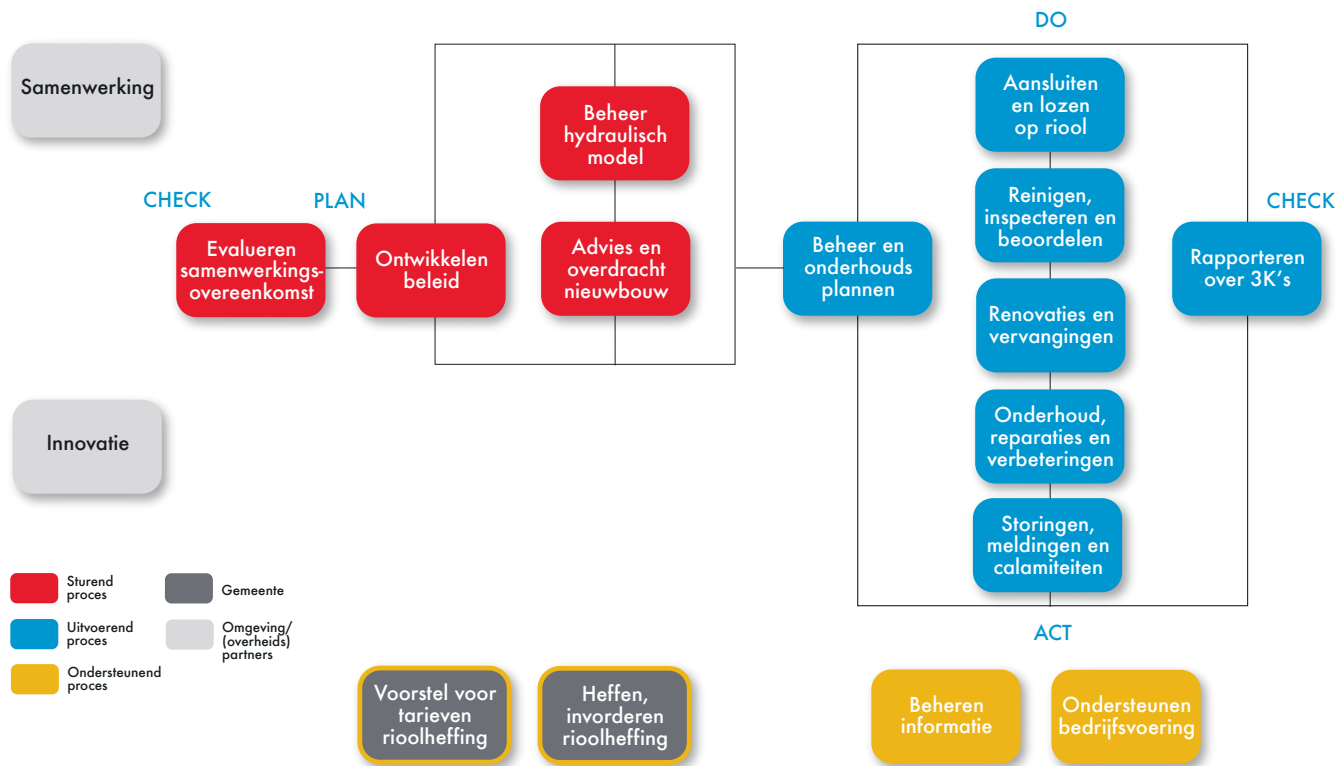 DO
Samenwerking
Beheer
hydraulisch
model
Aansluiten
en lozen
op riool
CHECK
PLAN
Evalueren
samenwerkings-
overeenkomst
Ontwikkelen
beleid
Advies en
overdracht
nieuwbouw
Beheer en
onderhouds
plannen
Reinigen,
inspecteren en
beoordelen
CHECK
Rapporteren
over 3K's
Renovaties en
vervangingen
Innovatie
Onderhoud,
reparaties en
verbeteringen
Storingen,
meldingen en
calamiteiten
ACT
Sturend
proces
Gemeente
Uitvoerend
proces
Omgeving/
(overheids)
partners
Ondersteunend
proces
Voorstel voor
tarieven
rioolheffing
Heffen,
invorderen
rioolheffing
Beheren
informatie
Ondersteunen
bedrijfsvoering